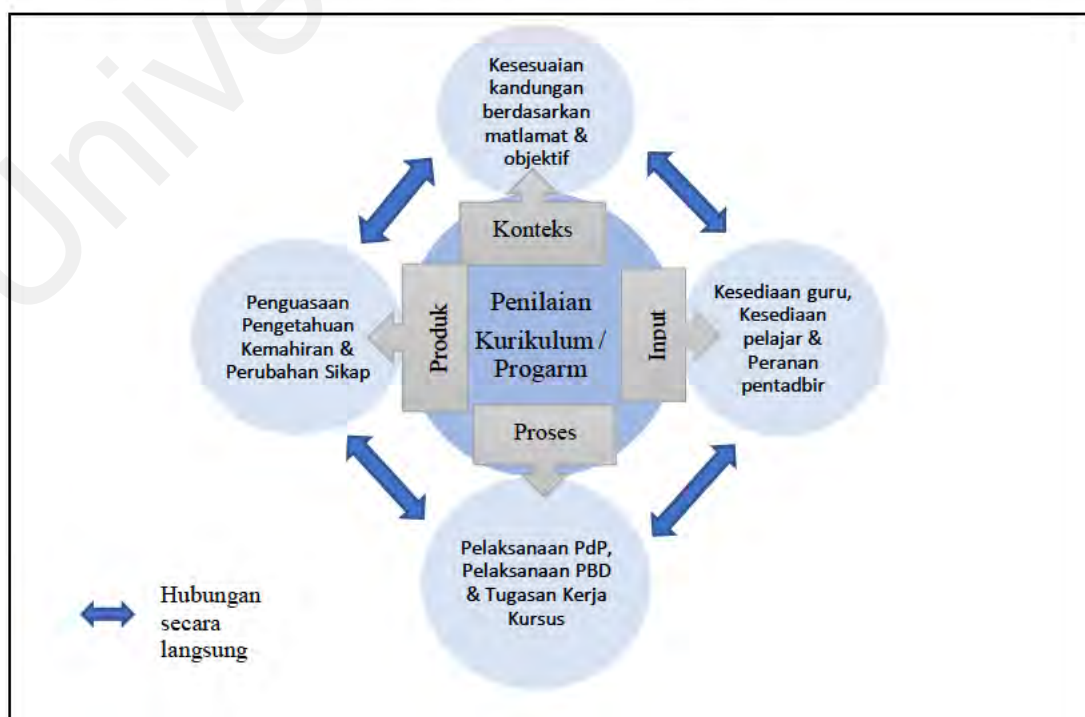 Kesesuaian
kandungan
berdasarkan
matlamat &
objektif
Konteks
Penguasaan
Pengetahuan
Kemahiran &
Perubahan Sikap
Produk
Penilaian
Kurikulum /
Progarm
Input
Kesediaan guru,
Kesediaan
pelajar &
Peranan
pentadbir
Proses
Pelaksanaan PdP,
Pelaksanaan PBD
& Tugasan Kerja
Kursus
Hubungan
secara
langsung